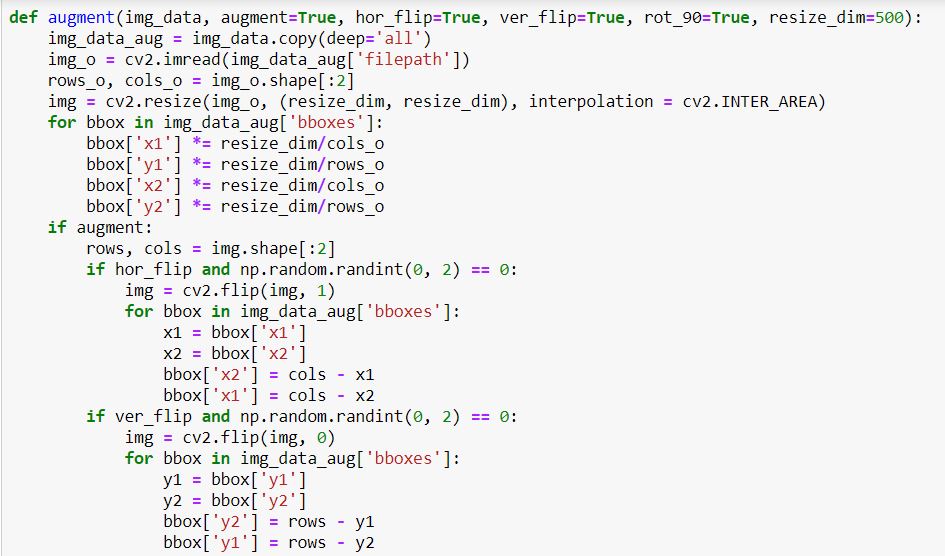 def augment(img_data, augment=True, hor_flip=True, ver_flip=True, rot_90=True, resize_dim=500):
    img_data_aug = img_data.copy(deep='all')
    img_o = cv2.imread(img_data_aug['filepath'])
    rows_o, cols_o = img_o.shape[:2]
    img = cv2.resize(img_o, (resize_dim, resize_dim), interpolation = cv2.INTER_AREA)
    for bbox in img_data_aug['bboxes']:
        bbox['x1'] *= resize_dim/cols_o
        bbox['y1'] *= resize_dim/rows_o
        bbox['x2'] *= resize_dim/cols_o
        bbox['y2'] *= resize_dim/rows_o
    if augment:
        rows, cols = img.shape[:2]
        if hor_flip and np.random.randint(0, 2) == 0:
            img = cv2.flip(img, 1)
            for bbox in img_data_aug['bboxes']:
                x1 = bbox['x1']
                x2 = bbox['x2']
                bbox['x2'] = cols - x1
                bbox['x1'] = cols - x2
        if ver_flip and np.random.randint(0, 2) == 0:
            img = cv2.flip(img, 0)
            for bbox in img_data_aug['bboxes']:
                y1 = bbox['y1']
                y2 = bbox['y2']
                bbox['y2'] = rows - y1
                bbox['y1'] = rows - y2